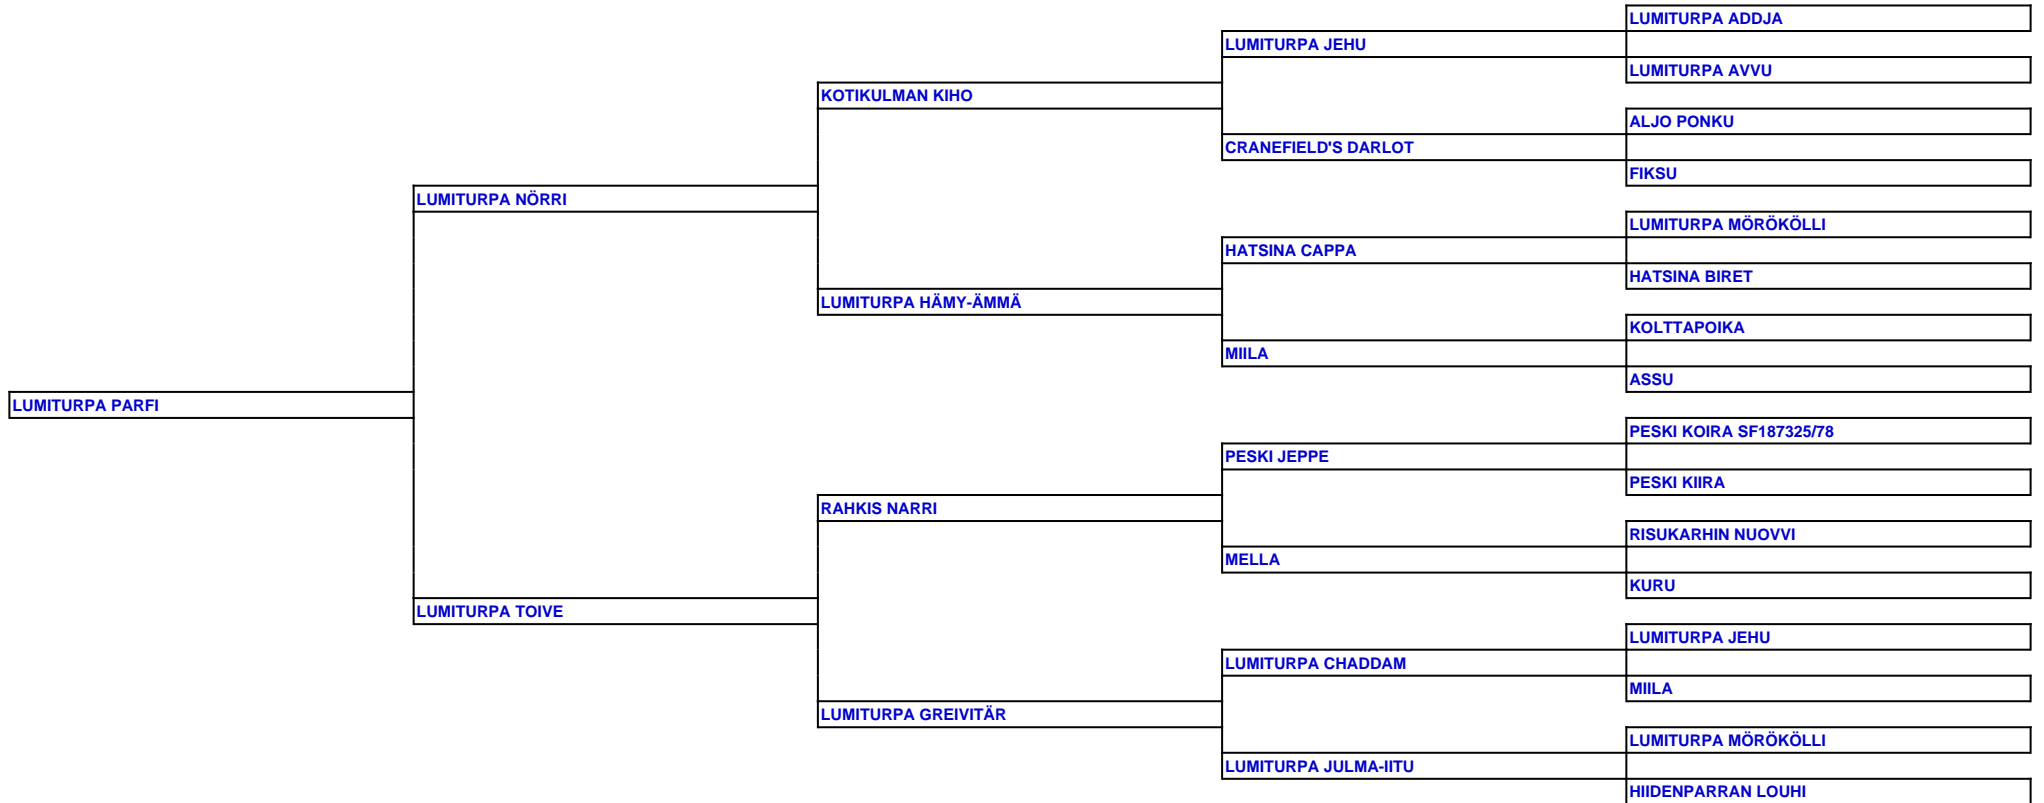 LUMITURPA ADDJA
LUMITURPA JEHU
LUMITURPA AVVU
KOTIKULMAN KIHO
ALJO PONKU
CRANEFIELD'S DARLOT
FIKSU
LUMITURPA NÖRRI
LUMITURPA MÖRÖKÖLLI
HATSINA CAPPA
HATSINA BIRET
LUMITURPA HÄMY-ÄMMÄ
KOLTTAPOIKA
MIILA
ASSU
LUMITURPA PARFI
PESKI KOIRA SF187325/78
PESKI JEPPE
PESKI KIIRA
RAHKIS NARRI
RISUKARHIN NUOVVI
MELLA
KURU
LUMITURPA TOIVE
LUMITURPA JEHU
LUMITURPA CHADDAM
MIILA
LUMITURPA GREIVITÄR
LUMITURPA MÖRÖKÖLLI
LUMITURPA JULMA-IITU
HIIDENPARRAN LOUHI